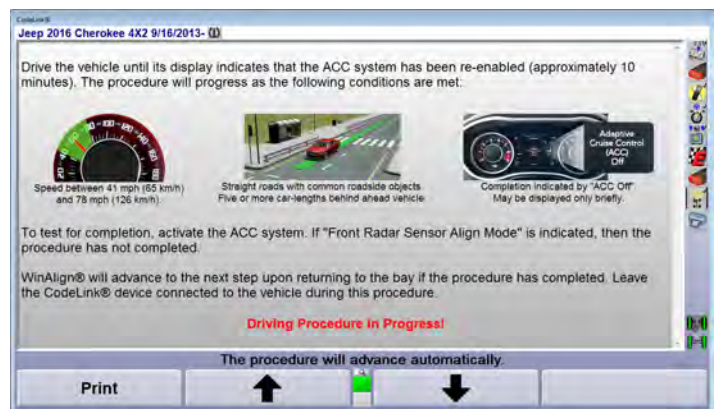 CodeLink®
Jeep 2016 Cherokee 4X2 9/16/2013- (1)
Drive the vehicle until its display indicates that the ACC system has been re-enabled (approximately 10
minutes). The procedure will progress as the following conditions are met:
Adaptive
Cruise Control
(ACC)
Off
Speed between 41 mph (65 km/h)
and 78 mph (126 km/h).
Straight roads with common roadside objects
Five or more car-lengths behind ahead vehicle
Completion indicated by "ACC Off"
May be displayed only briefly.
To test for completion, activate the ACC system. If "Front Radar Sensor Align Mode" is indicated, then the
procedure has not completed.
WinAlign® will advance to the next step upon returning to the bay if the procedure has completed. Leave
the CodeLink® device connected to the vehicle during this procedure.
Driving Procedure in Progress!
The procedure will advance automatically.
Print